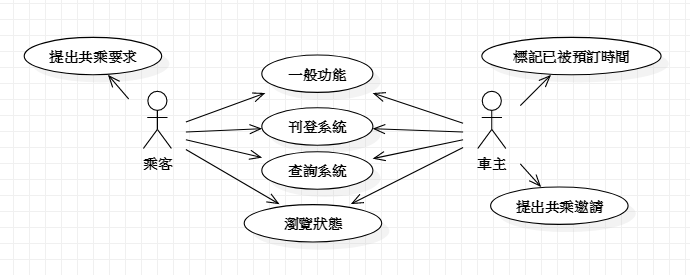 提出共乘要求
標記已被預訂時間
一般功能
刊登系統
乘客
車主
查詢系統
提出共乘邀請
瀏覽狀態